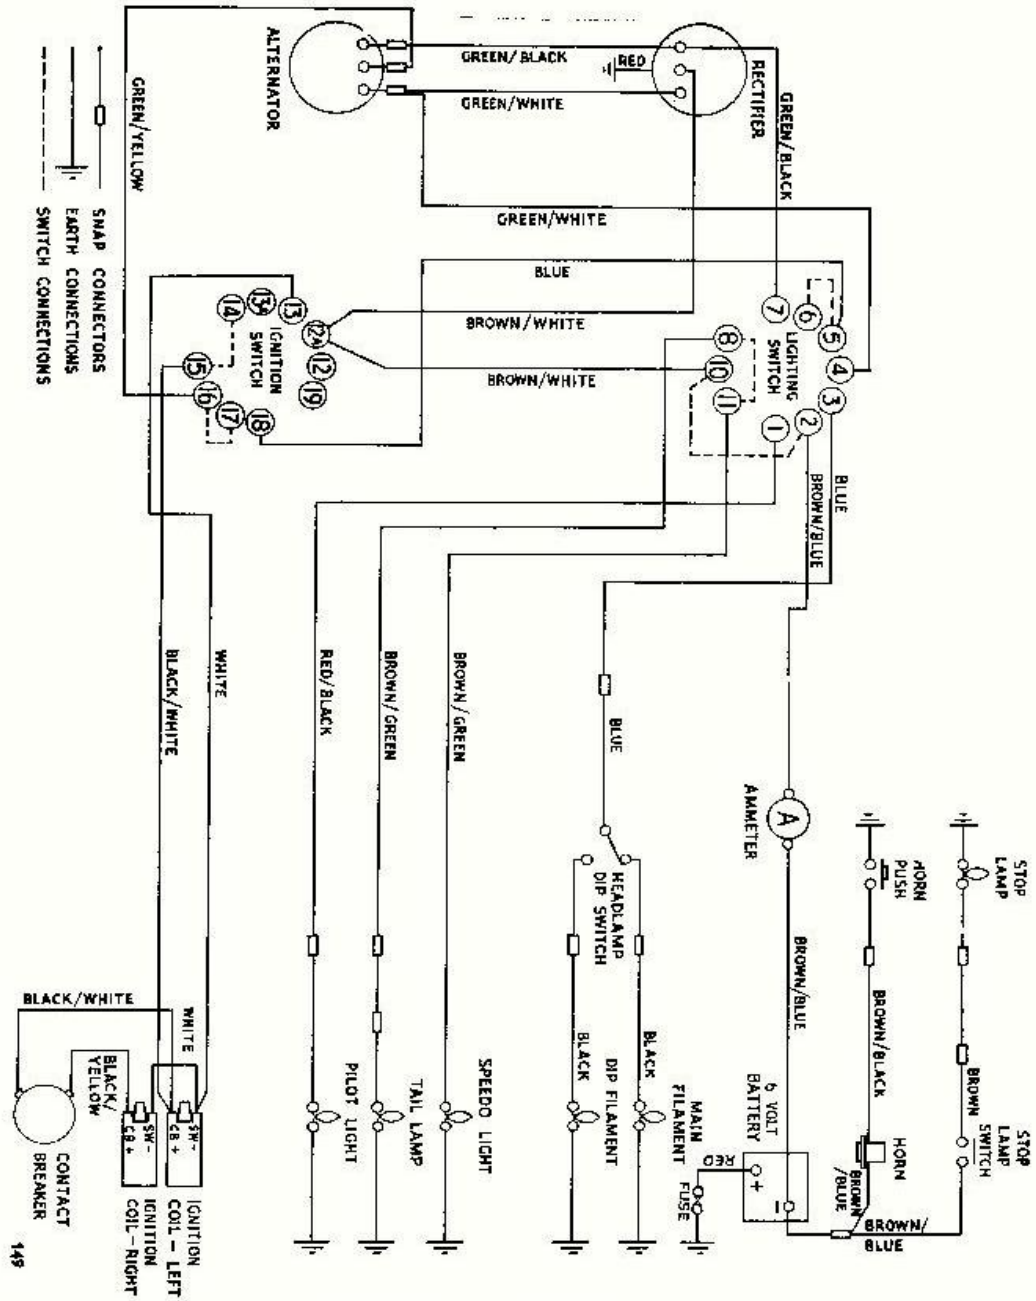 GREEN/BLACK
RED
GREEN/WHITE
ALTERNATOR
RECTIFIER
GREEN/YELLOW
GREEN/BLACK
GREEN/WHITE
BLUE
BROWN/WHITE
BROWN/WHITE
SNAP CONNECTORS
EARTH CONNECTIONS
SWITCH CONNECTIONS
IGNITION
SWITCH
13
13A
14
12A
12
15
16
17
18
19
LIGHTING
SWITCH
7
6
5
4
3
2
1
8
10
11
BLUE
BROWN/BLUE
WHITE
BLACK/WHITE
RED/BLACK
BROWN/GREEN
BROWN/GREEN
BLUE
A
AMMETER
HEADLAMP
DIP SWITCH
HORN
PUSH
STOP
LAMP
BROWN/BLUE
BROWN/BLACK
BROWN
BLACK/WHITE
WHITE
BLACK/
YELLOW
CONTACT
BREAKER
SW -
CB +
SW -
CB +
IGNITION
COIL - LEFT
IGNITION
COIL - RIGHT
PILOT LIGHT
TAIL LAMP
SPEEDO LIGHT
BLACK
BLACK
DIP FILAMENT
MAIN
FILAMENT
6 VOLT
BATTERY
+
-
RED
FUSE
HORN
BROWN
/BLUE
STOP
LAMP
SWITCH
BROWN/
BLUE
149